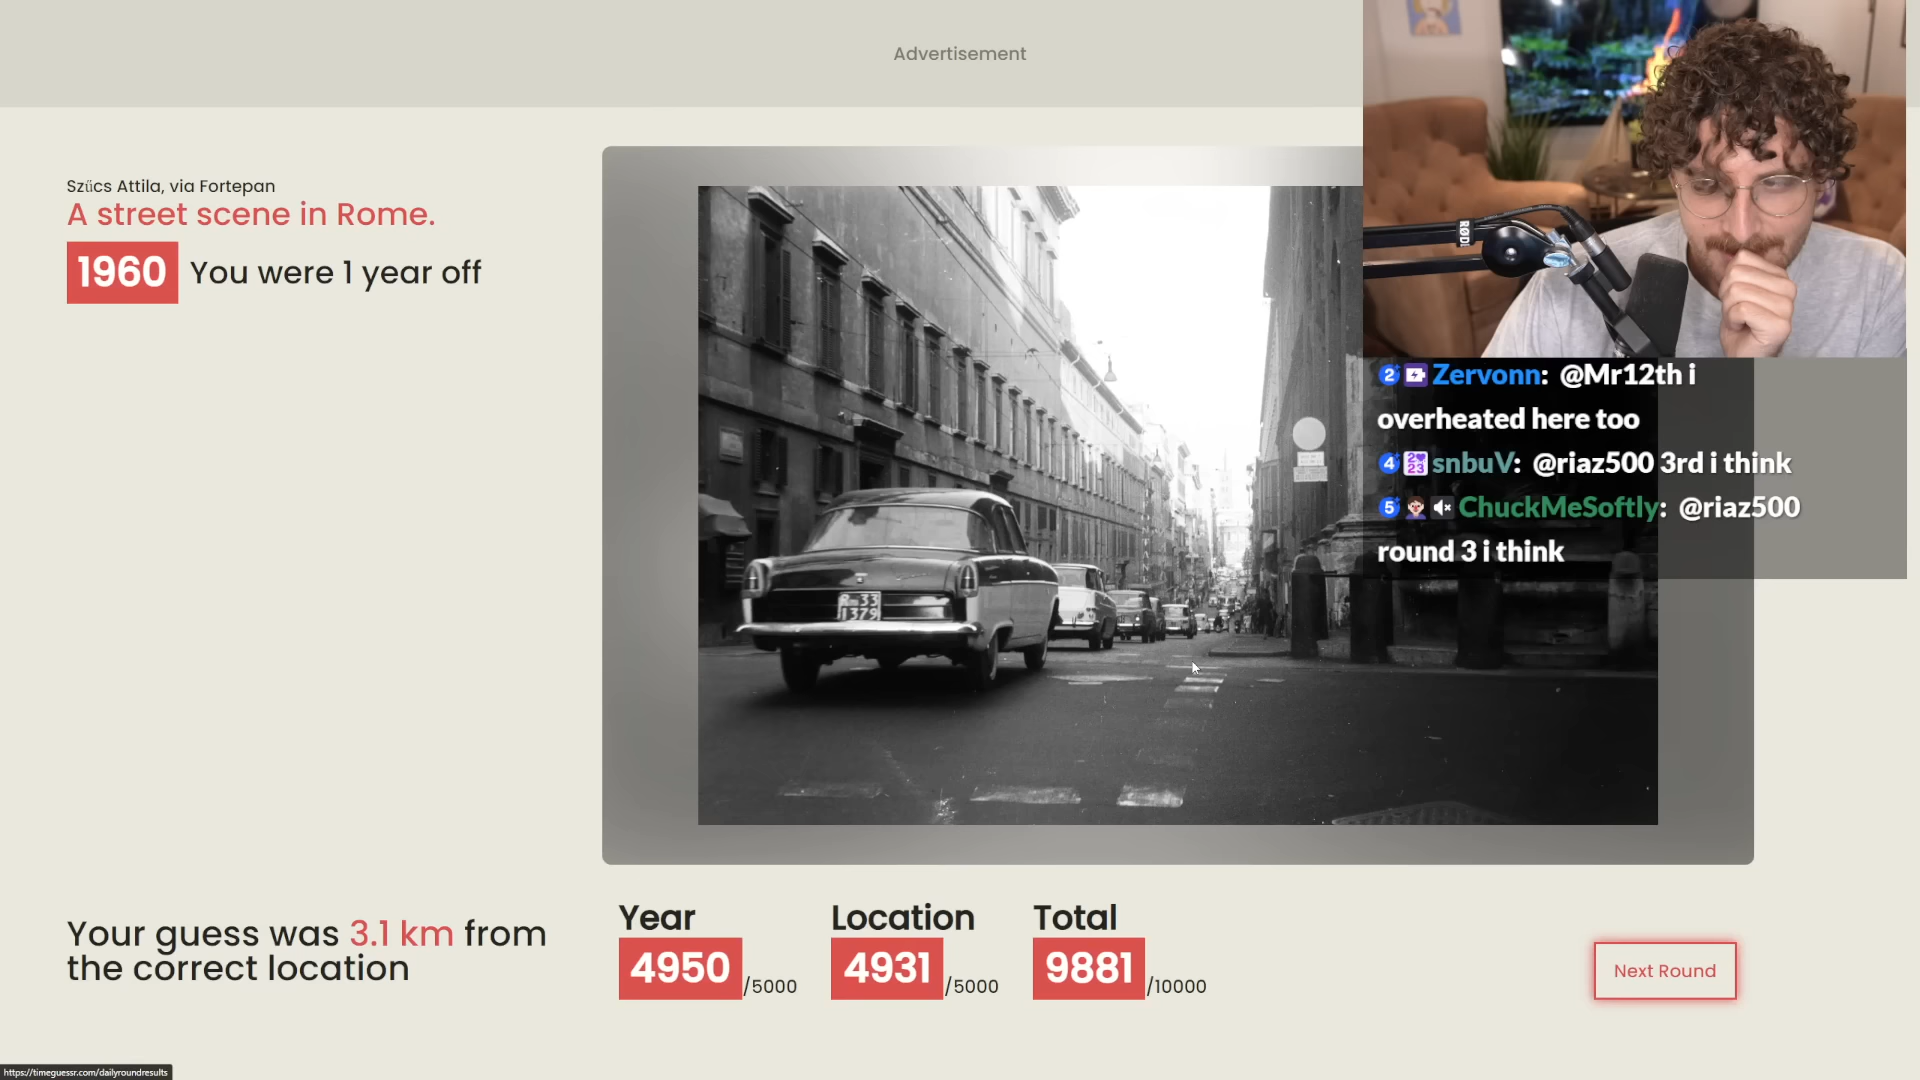 Advertisement
Szűcs Attila, via Fortepan
A street scene in Rome.
1960 You were 1 year off
R 33
1379
RØDE
2 Zervonn: @Mr12th i
overheated here too
4 snbuV: @riaz500 3rd i think
5 ChuckMeSoftly: @riaz500
round 3 i think
Your guess was 3.1 km from
the correct location
Year
4950 /5000
Location
4931 /5000
Total
9881 /10000
Next Round
https://timeguessr.com/dailyroundresults